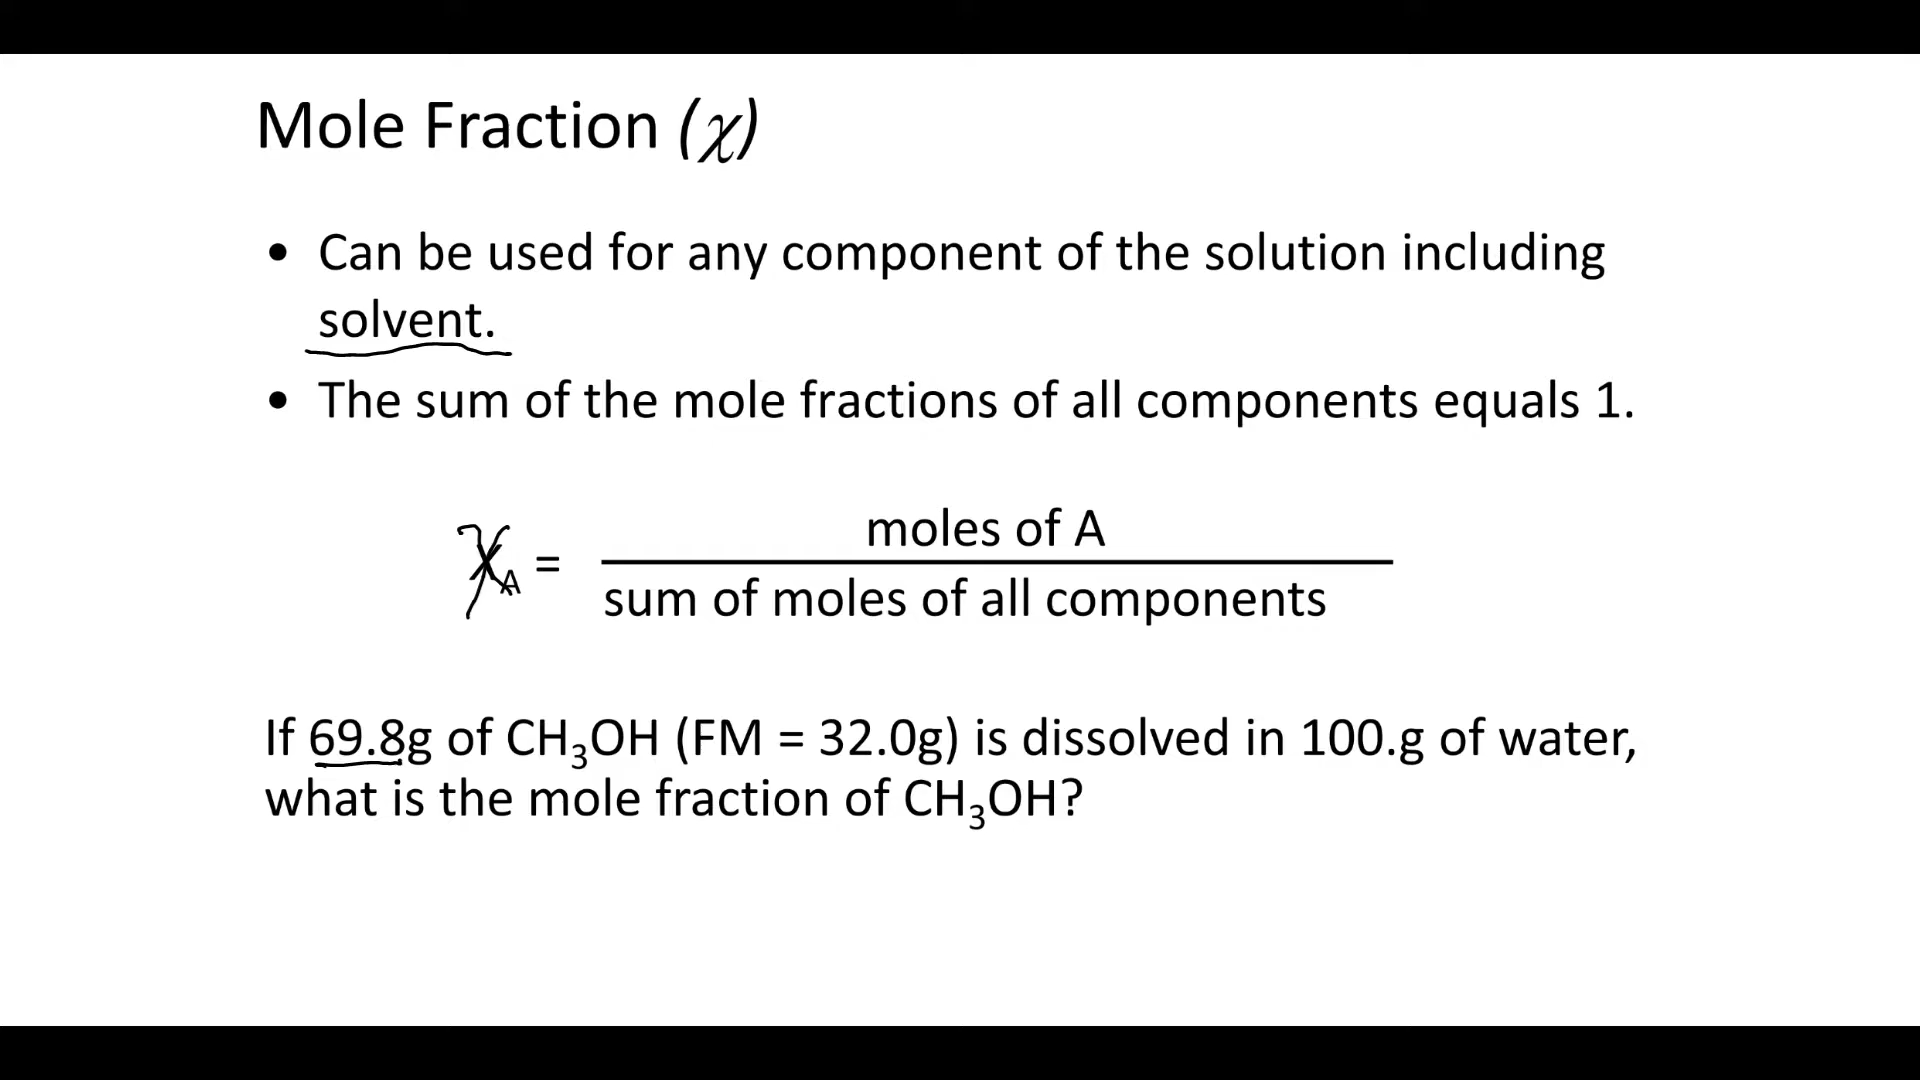 Mole Fraction (χ)
• Can be used for any component of the solution including
solvent.
• The sum of the mole fractions of all components equals 1.
moles of A
χA =
sum of moles of all components
If 69.8g of CH₃OH (FM = 32.0g) is dissolved in 100.g of water,
what is the mole fraction of CH₃OH?